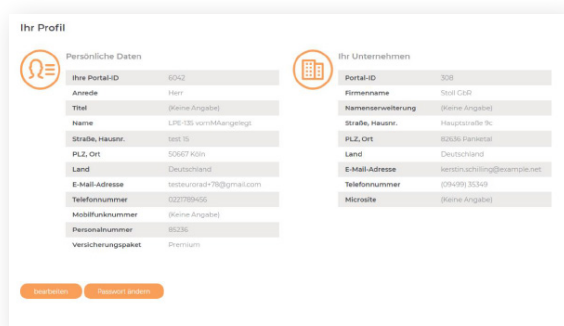 Ihr Profil
Persönliche Daten
Ihre Portal-ID 6042
Anrede Herr
Titel (Keine Angabe)
Name LPE-135 vomMAangelegt
Straße, Hausnr. test 15
PLZ, Ort 50667 Köln
Land Deutschland
E-Mail-Adresse testeurorad+78@gmail.com
Telefonnummer 0221789456
Mobilfunknummer (Keine Angabe)
Personalnummer 85236
Versicherungspaket Premium
Ihr Unternehmen
Portal-ID 308
Firmenname Stoll GbR
Namenserweiterung (Keine Angabe)
Straße, Hausnr. Hauptstraße 9c
PLZ, Ort 82636 Panketal
Land Deutschland
E-Mail-Adresse kerstin.schilling@example.net
Telefonnummer (09499) 35349
Microsite (Keine Angabe)
bearbeiten Passwort ändern